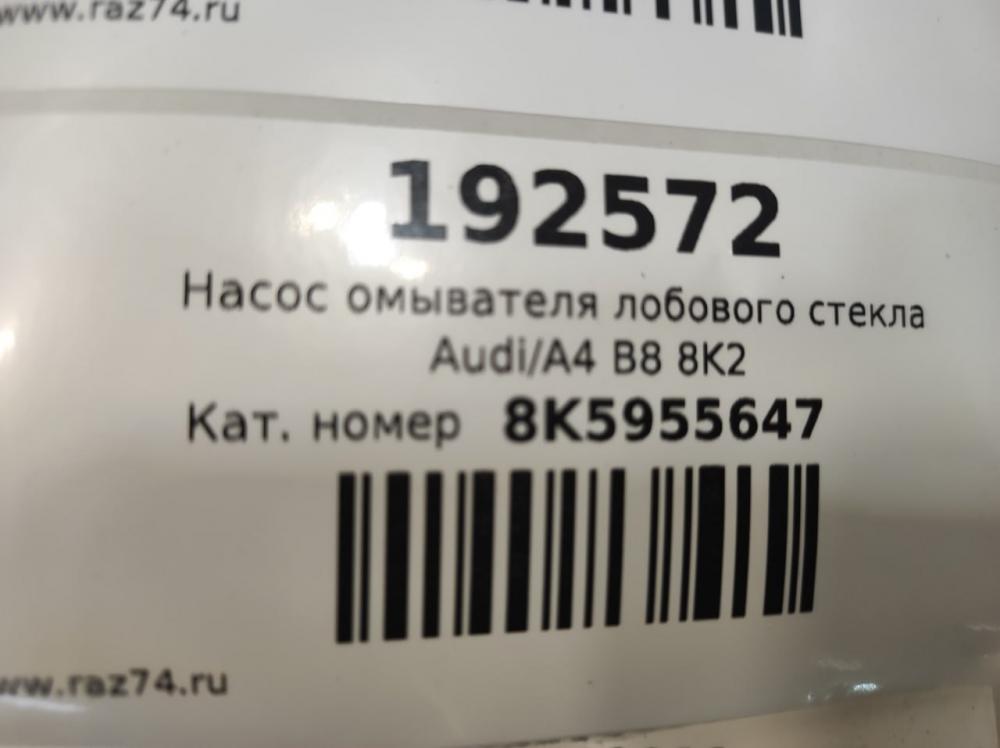 www.raz74.ru
192572
Насос омывателя лобового стекла
Audi/A4 B8 8K2
Кат. номер 8K5955647
www.raz74.ru